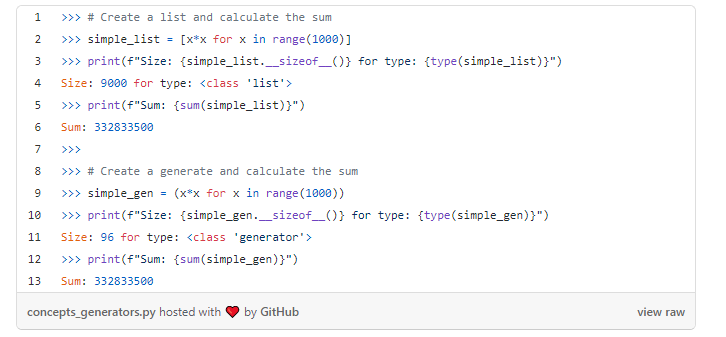 1 >>> # Create a list and calculate the sum
2 >>> simple_list = [x*x for x in range(1000)]
3 >>> print(f"Size: {simple_list.__sizeof__()} for type: {type(simple_list)}")
4 Size: 9000 for type: <class 'list'>
5 >>> print(f"Sum: {sum(simple_list)}")
6 Sum: 332833500
7 >>>
8 >>> # Create a generate and calculate the sum
9 >>> simple_gen = (x*x for x in range(1000))
10 >>> print(f"Size: {simple_gen.__sizeof__()} for type: {type(simple_gen)}")
11 Size: 96 for type: <class 'generator'>
12 >>> print(f"Sum: {sum(simple_gen)}")
13 Sum: 332833500
concepts_generators.py hosted with ❤ by GitHub view raw